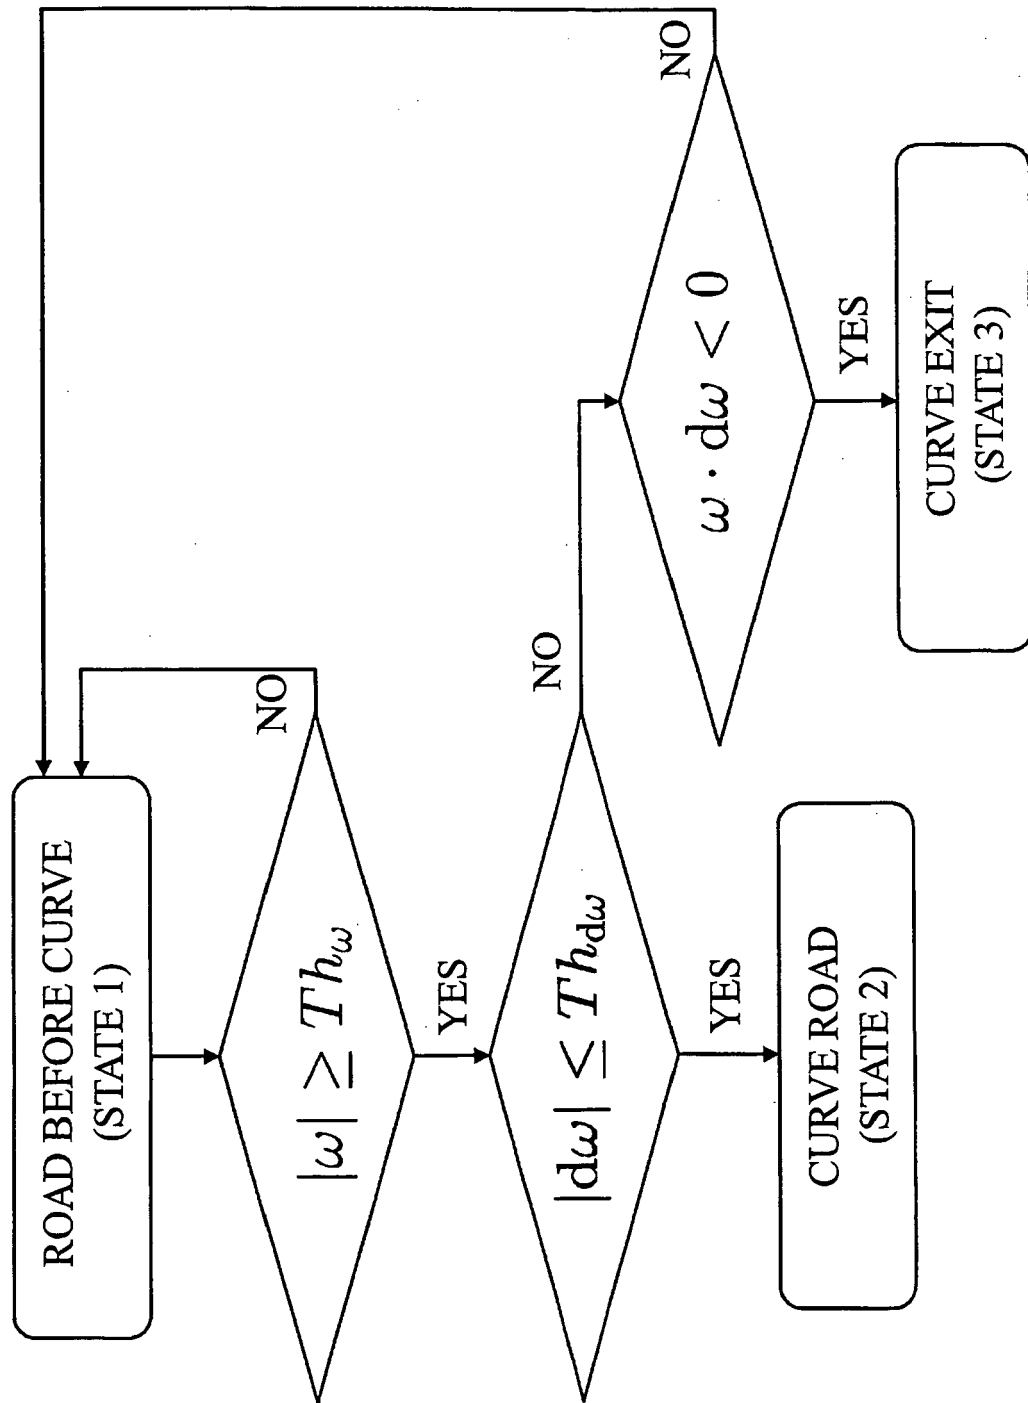 ROAD BEFORE CURVE
(STATE 1)
|ω| ≥ Th_ω
NO
YES
|dω| ≤ Th_dω
NO
YES
CURVE ROAD
(STATE 2)
ω · dω < 0
NO
YES
CURVE EXIT
(STATE 3)